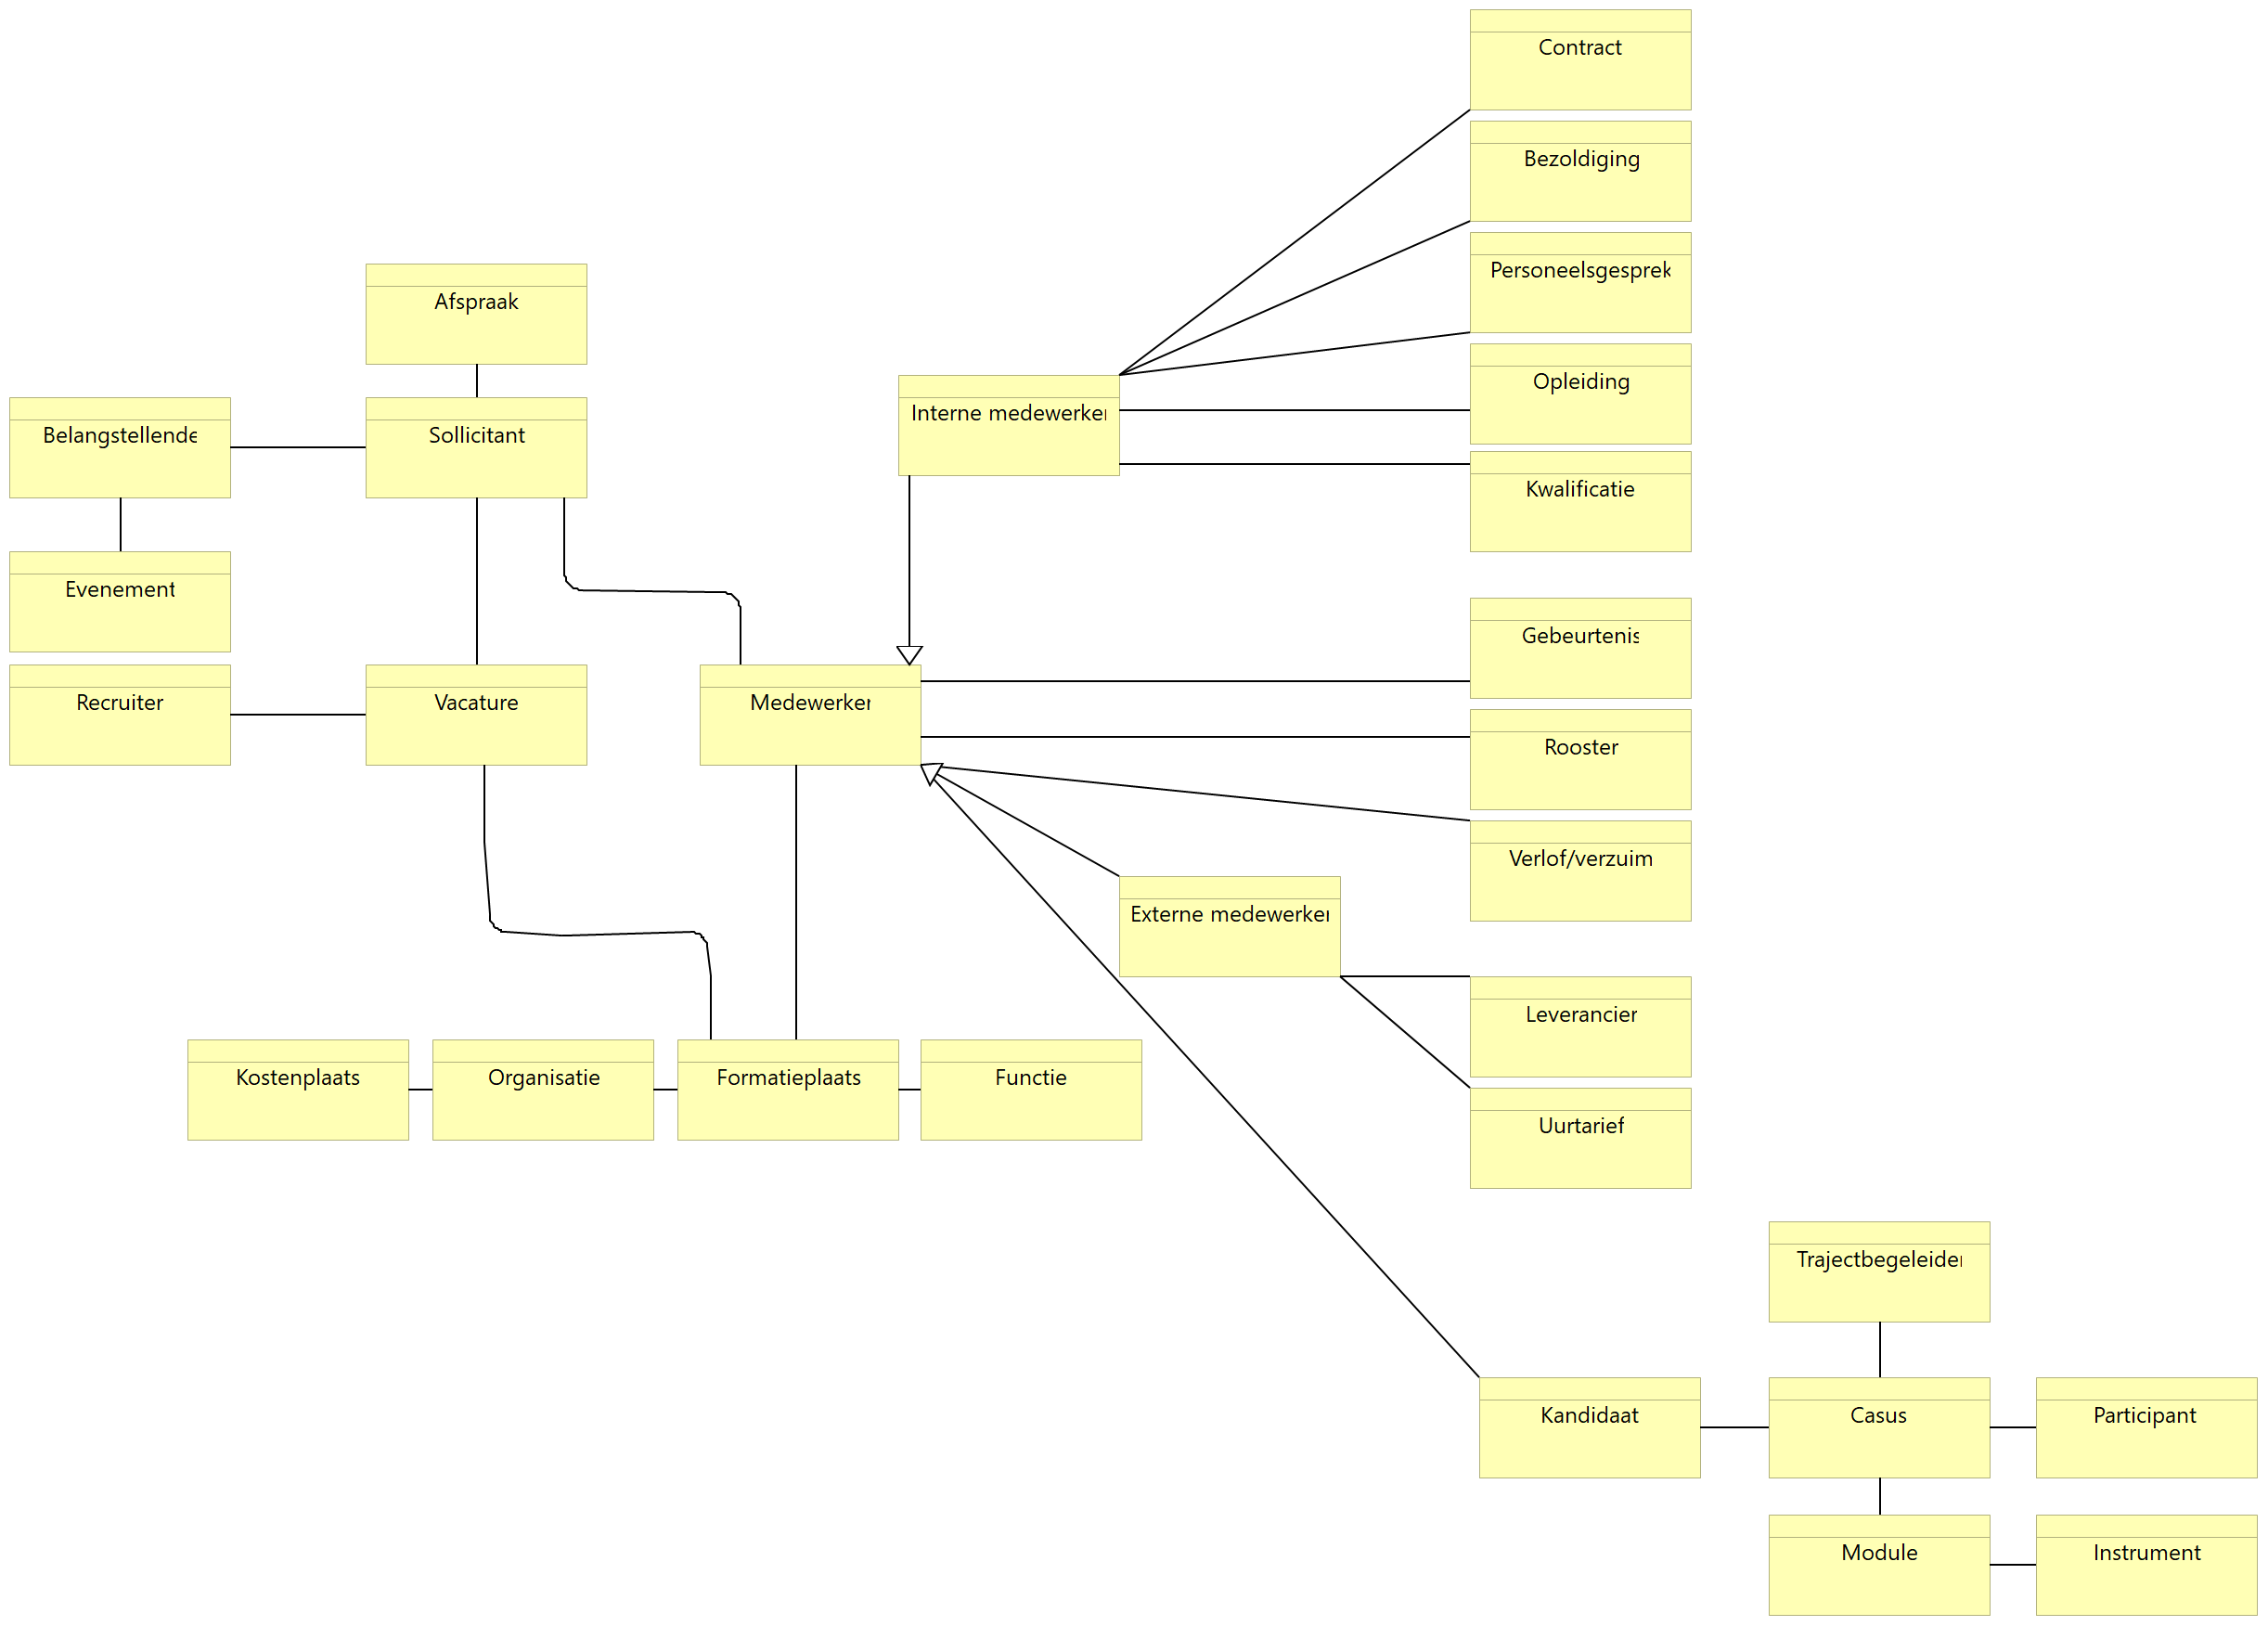 Contract
Bezoldiging
Personeelsgesprek
Afspraak
Opleiding
Interne medewerker
Belangstellende
Sollicitant
Kwalificatie
Evenement
Gebeurtenis
Recruiter
Vacature
Medewerker
Rooster
Verlof/verzuim
Externe medewerker
Leverancier
Kostenplaats
Organisatie
Formatieplaats
Functie
Uurtarief
Trajectbegeleider
Kandidaat
Casus
Participant
Module
Instrument